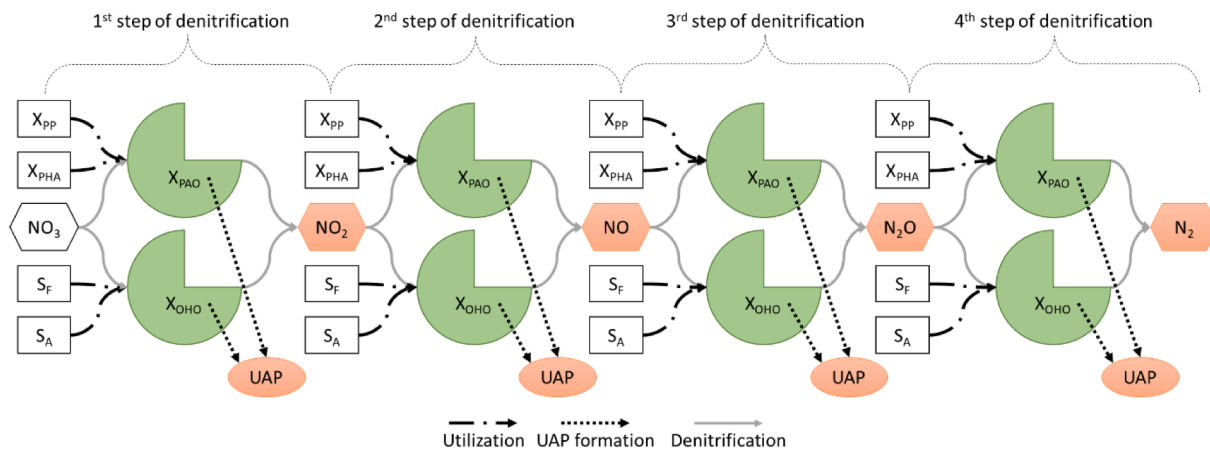 1st step of denitrification 2nd step of denitrification 3rd step of denitrification 4th step of denitrification
XPP XPP XPP XPP
XPHA XPAO XPHA XPAO XPHA XPAO XPHA XPAO
NO3 NO2 NO N2O N2
SF SF SF SF
XOHO XOHO XOHO XOHO
SA SA SA SA
UAP UAP UAP UAP
Utilization UAP formation Denitrification